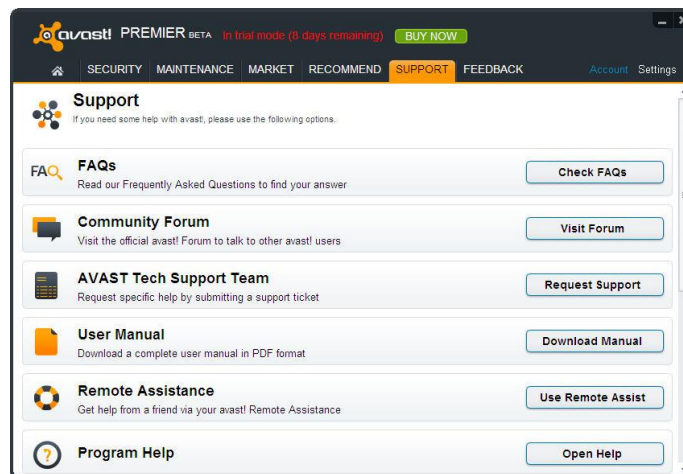 avast! PREMIER BETA In trial mode (8 days remaining) BUY NOW
SECURITY MAINTENANCE MARKET RECOMMEND SUPPORT FEEDBACK Account Settings
Support
If you need some help with avast!, please use the following options.
FAQ FAQs
Read our Frequently Asked Questions to find your answer
Check FAQs
Community Forum
Visit the official avast! Forum to talk to other avast! users
Visit Forum
AVAST Tech Support Team
Request specific help by submitting a support ticket
Request Support
User Manual
Download a complete user manual in PDF format
Download Manual
Remote Assistance
Get help from a friend via your avast! Remote Assistance
Use Remote Assist
? Program Help
Open Help